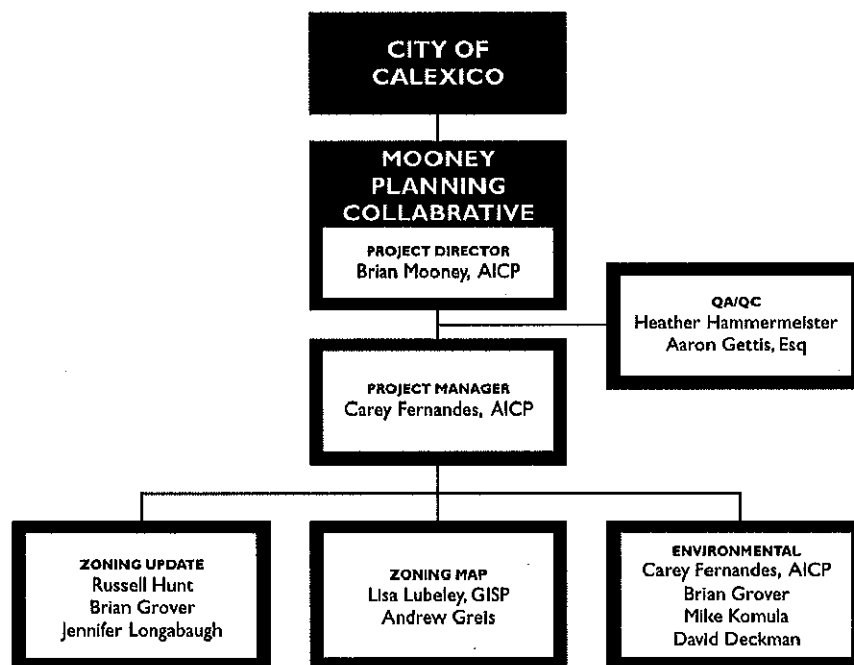 CITY OF
CALEXICO
MOONEY
PLANNING
COLLABRATIVE
PROJECT DIRECTOR
Brian Mooney, AICP
QA/QC
Heather Hammermeister
Aaron Gettis, Esq
PROJECT MANAGER
Carey Fernandes, AICP
ZONING UPDATE
Russell Hunt
Brian Grover
Jennifer Longabaugh
ZONING MAP
Lisa Lubeley, GISP
Andrew Greis
ENVIRONMENTAL
Carey Fernandes, AICP
Brian Grover
Mike Komula
David Deckman